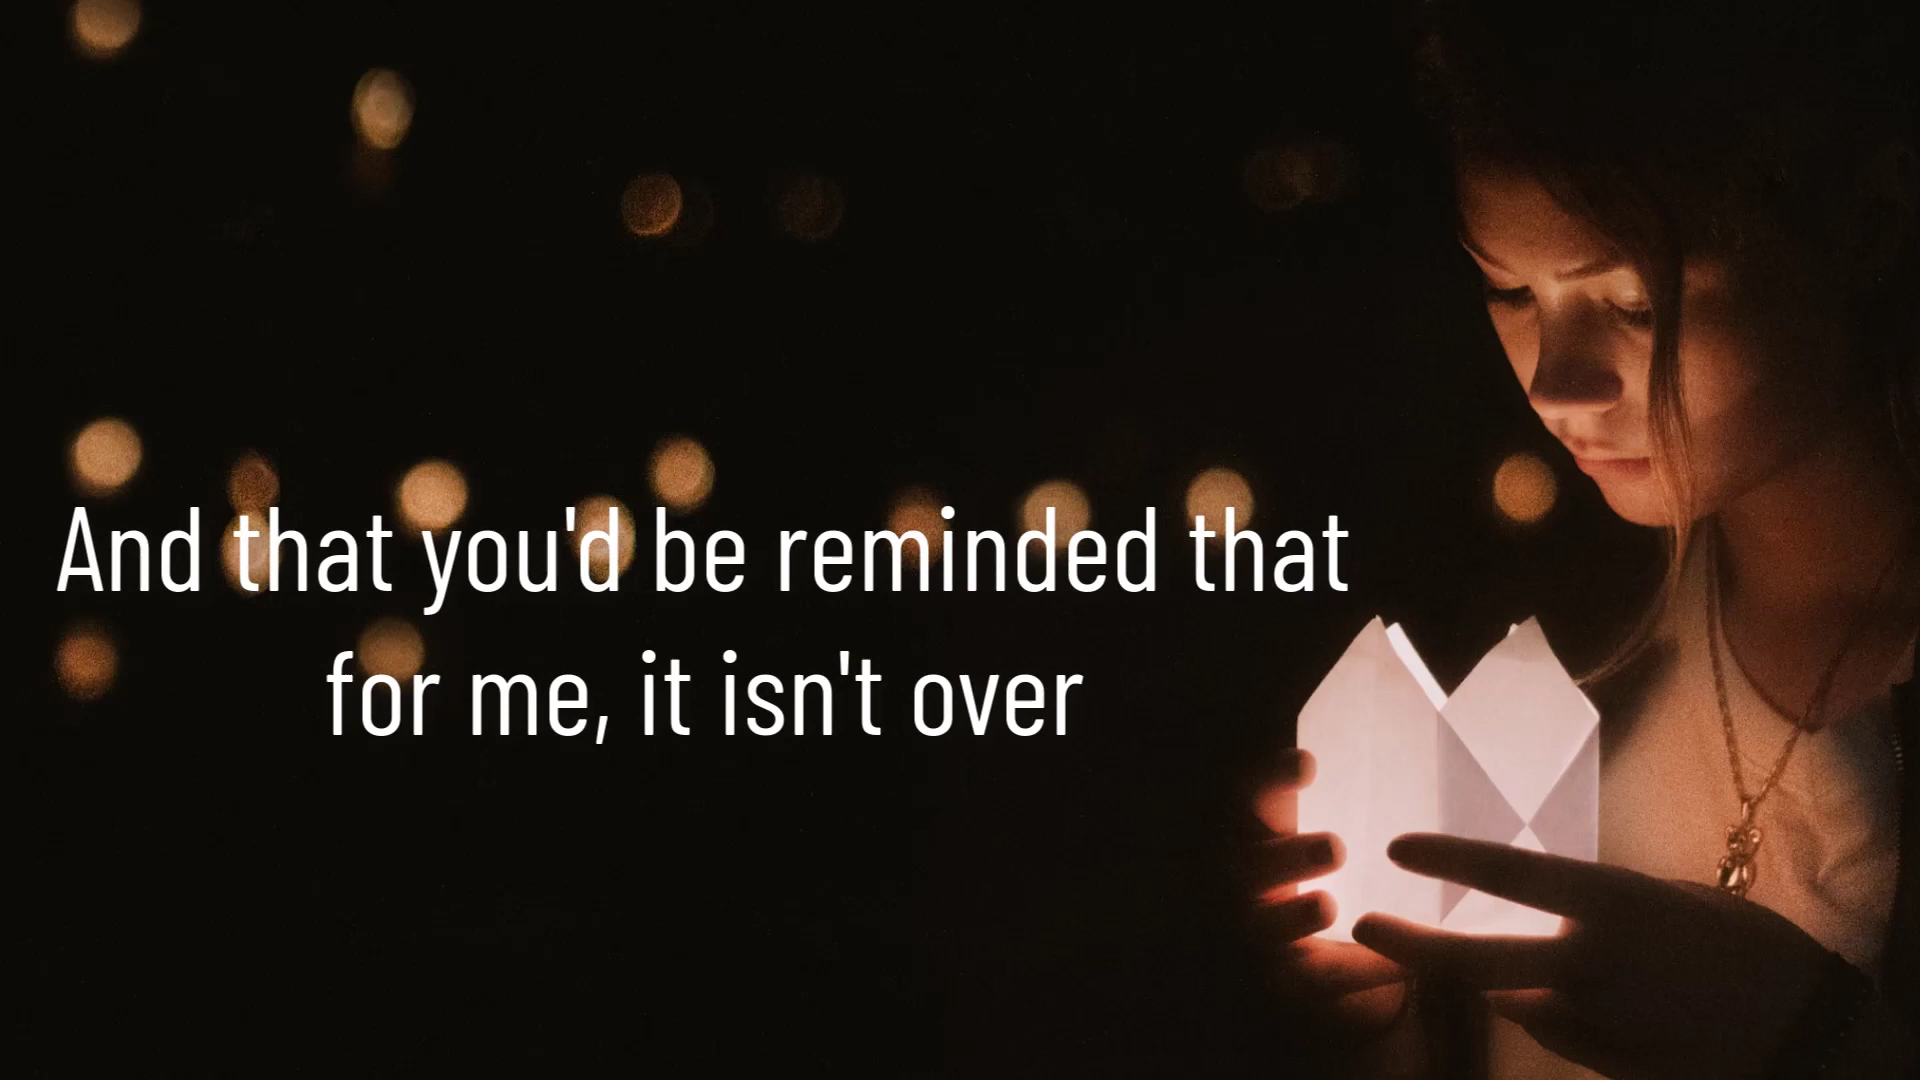 And that you'd be reminded that
for me, it isn't over